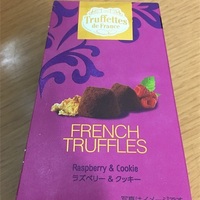 Truffettes
de France
FRENCH
TRUFFLES
Raspberry & Cookie
ラズベリー & クッキー